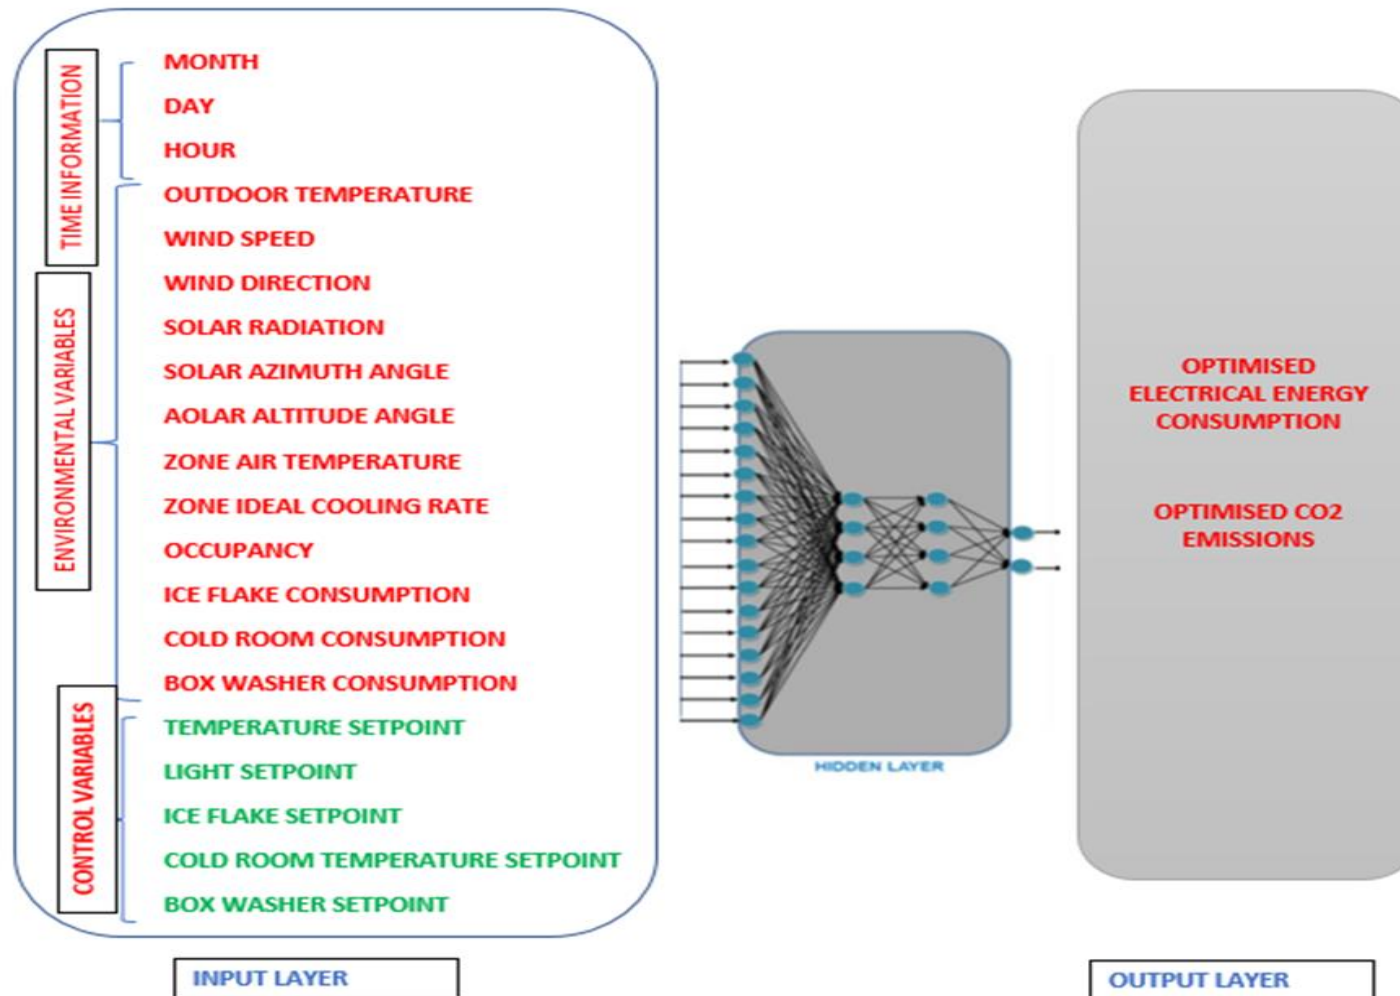 TIME INFORMATION
MONTH
DAY
HOUR
ENVIRONMENTAL VARIABLES
OUTDOOR TEMPERATURE
WIND SPEED
WIND DIRECTION
SOLAR RADIATION
SOLAR AZIMUTH ANGLE
AOLAR ALTITUDE ANGLE
ZONE AIR TEMPERATURE
ZONE IDEAL COOLING RATE
OCCUPANCY
ICE FLAKE CONSUMPTION
COLD ROOM CONSUMPTION
BOX WASHER CONSUMPTION
CONTROL VARIABLES
TEMPERATURE SETPOINT
LIGHT SETPOINT
ICE FLAKE SETPOINT
COLD ROOM TEMPERATURE SETPOINT
BOX WASHER SETPOINT
INPUT LAYER
HIDDEN LAYER
OPTIMISED
ELECTRICAL ENERGY
CONSUMPTION
OPTIMISED CO2
EMISSIONS
OUTPUT LAYER